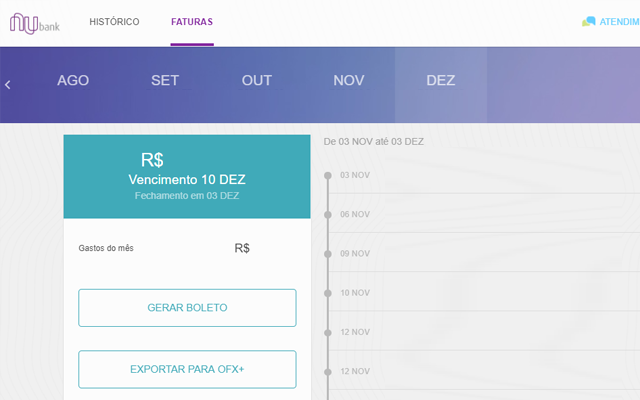 nu bank
HISTÓRICO
FATURAS
ATENDIM
AGO
SET
OUT
NOV
DEZ
R$
Vencimento 10 DEZ
Fechamento em 03 DEZ
Gastos do mês
R$
GERAR BOLETO
EXPORTAR PARA OFX+
De 03 NOV até 03 DEZ
03 NOV
06 NOV
09 NOV
10 NOV
12 NOV
12 NOV